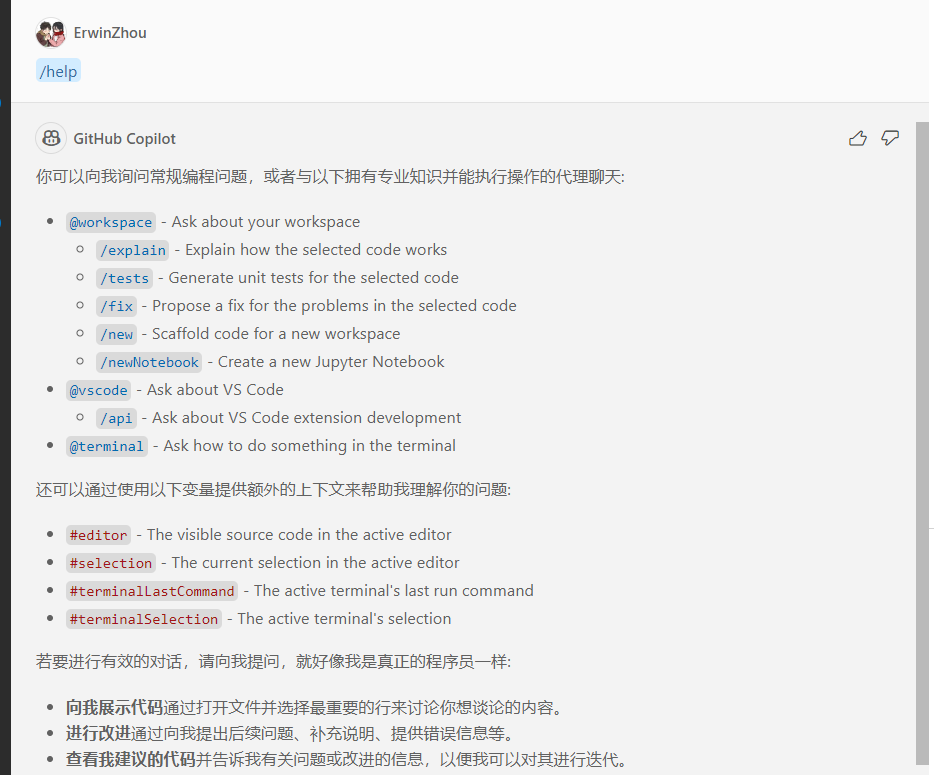 ErwinZhou
/help
GitHub Copilot
你可以向我询问常规编程问题，或者与以下拥有专业知识并能执行操作的代理聊天:
@workspace - Ask about your workspace
/explain - Explain how the selected code works
/tests - Generate unit tests for the selected code
/fix - Propose a fix for the problems in the selected code
/new - Scaffold code for a new workspace
/newNotebook - Create a new Jupyter Notebook
@vscode - Ask about VS Code
/api - Ask about VS Code extension development
@terminal - Ask how to do something in the terminal
还可以通过使用以下变量提供额外的上下文来帮助我理解你的问题:
#editor - The visible source code in the active editor
#selection - The current selection in the active editor
#terminalLastCommand - The active terminal's last run command
#terminalSelection - The active terminal's selection
若要进行有效的对话，请向我提问，就好像我是真正的程序员一样:
向我展示代码通过打开文件并选择最重要的行来讨论你想谈论的内容。
进行改进通过向我提出后续问题、补充说明、提供错误信息等。
查看我建议的代码并告诉我有关问题或改进的信息，以便我可以对其进行迭代。